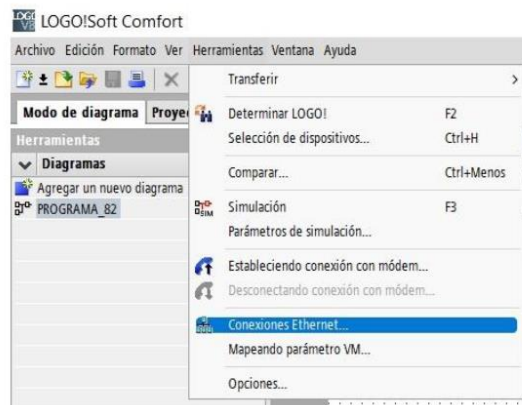 LOGO!Soft Comfort
Archivo Edición Formato Ver Herramientas Ventana Ayuda
Modo de diagrama Proye
Herramientas
Diagramas
Agregar un nuevo diagrama
PROGRAMA_82
Transferir >
Determinar LOGO! F2
Selección de dispositivos... Ctrl+H
Comparar... Ctrl+Menos
Simulación F3
Parámetros de simulación...
Estableciendo conexión con módem...
Desconectando conexión con módem...
Conexiones Ethernet...
Mapeando parámetro VM...
Opciones...